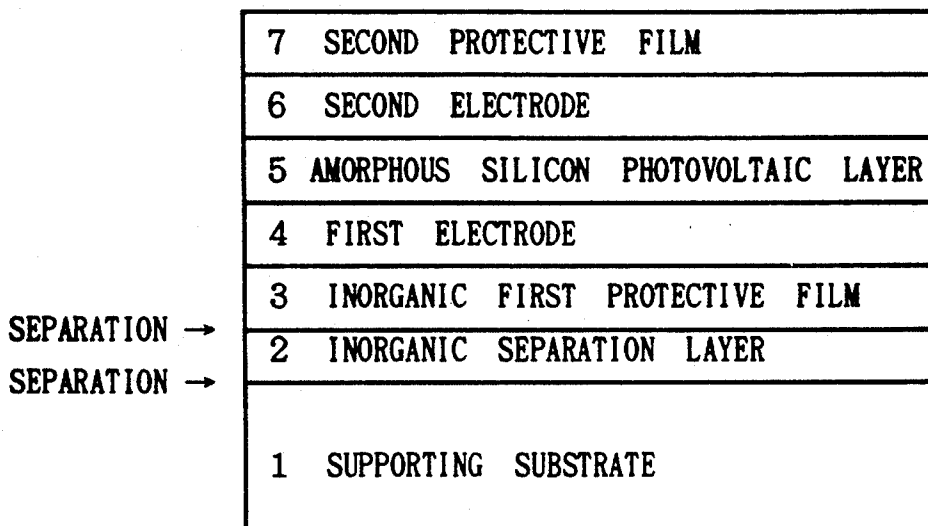 7 SECOND PROTECTIVE FILM
6 SECOND ELECTRODE
5 AMORPHOUS SILICON PHOTOVOLTAIC LAYER
4 FIRST ELECTRODE
3 INORGANIC FIRST PROTECTIVE FILM
SEPARATION →
2 INORGANIC SEPARATION LAYER
SEPARATION →
1 SUPPORTING SUBSTRATE